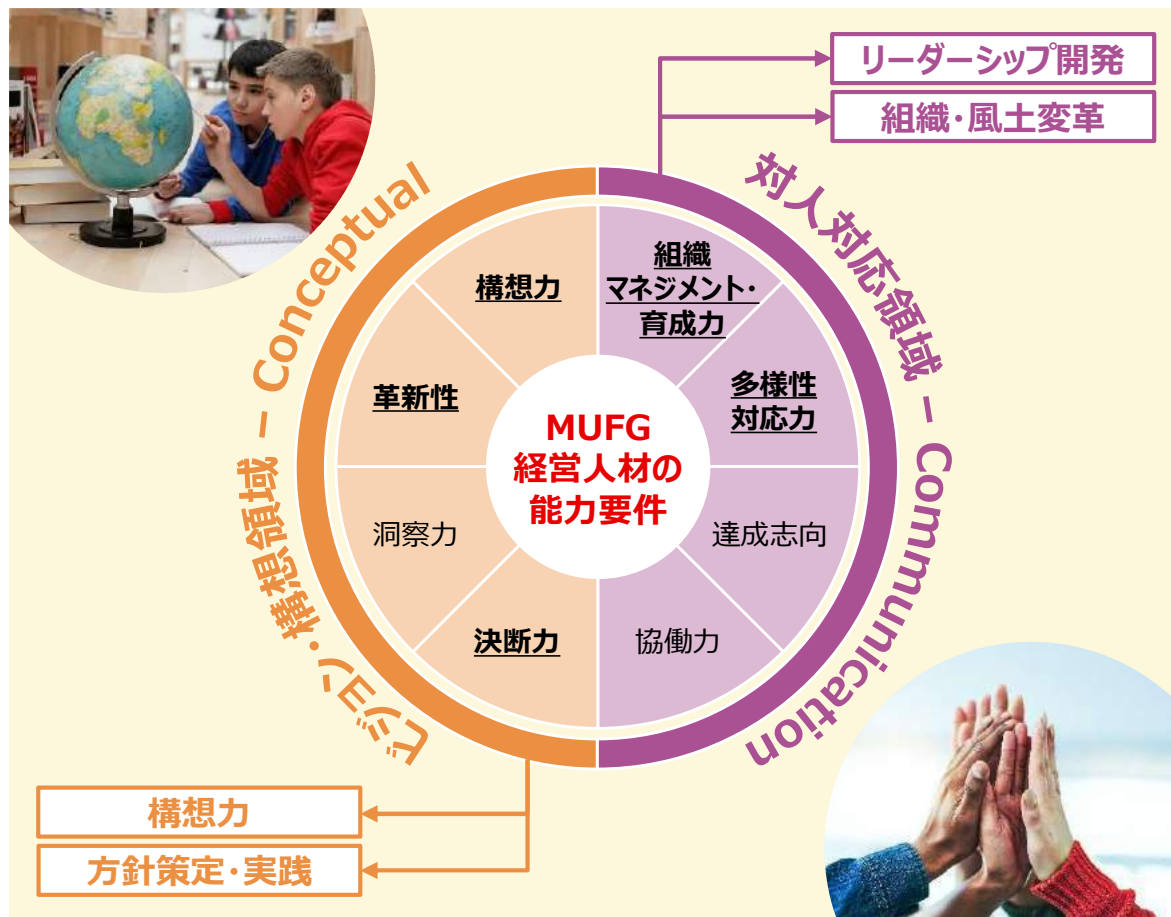 リーダーシップ開発
組織・風土変革
ビジョン・構想領域 – Conceptual
対人対応領域 – Communication
構想力
組織
マネジメント・
育成力
革新性
多様性
対応力
MUFG
経営人材の
能力要件
洞察力
達成志向
決断力
協働力
構想力
方針策定・実践